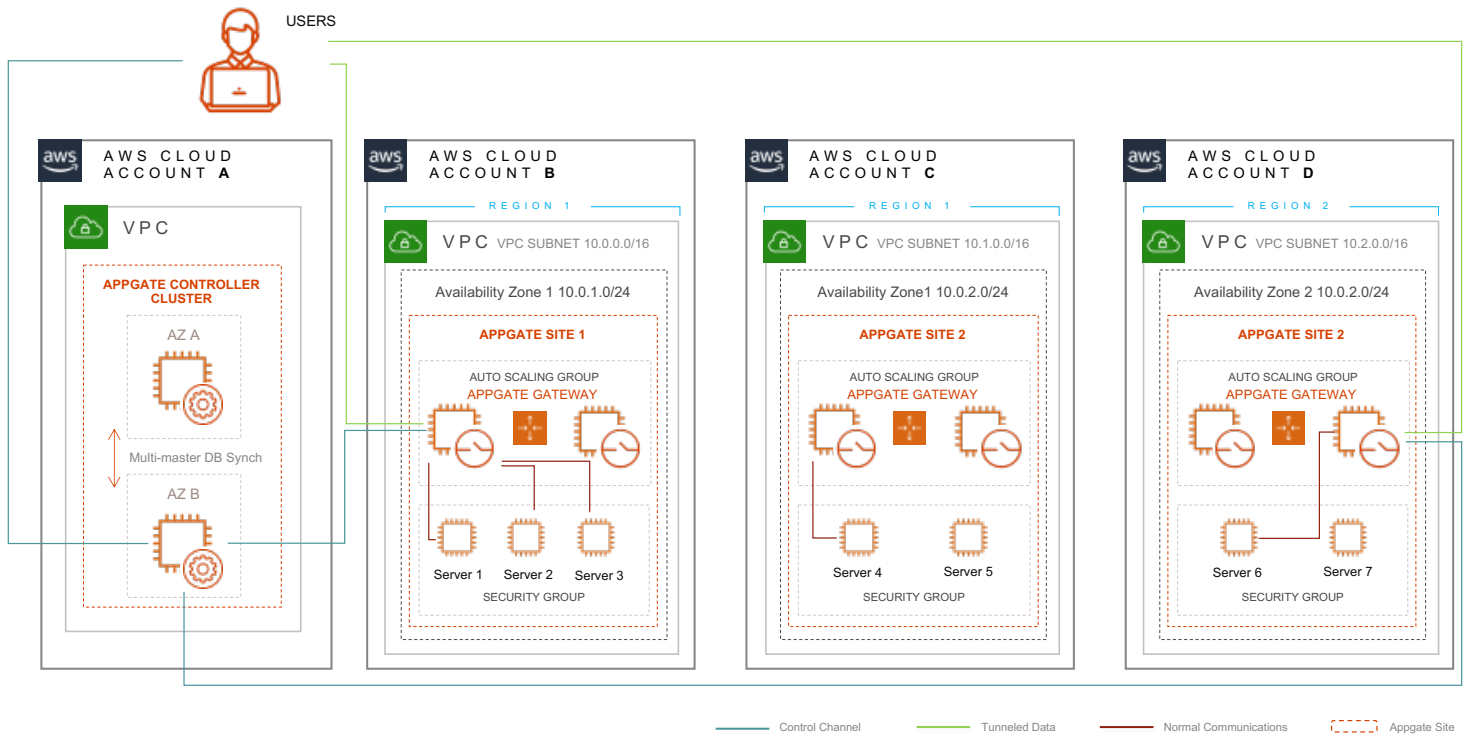 USERS
aws
AWS CLOUD
ACCOUNT A
VPC
APPGATE CONTROLLER
CLUSTER
AZ A
Multi-master DB Synch
AZ B
aws
AWS CLOUD
ACCOUNT B
REGION 1
VPC VPC SUBNET 10.0.0.0/16
Availability Zone 1 10.0.1.0/24
APPGATE SITE 1
AUTO SCALING GROUP
APPGATE GATEWAY
Server 1 Server 2 Server 3
SECURITY GROUP
aws
AWS CLOUD
ACCOUNT C
REGION 1
VPC VPC SUBNET 10.1.0.0/16
Availability Zone1 10.0.2.0/24
APPGATE SITE 2
AUTO SCALING GROUP
APPGATE GATEWAY
Server 4 Server 5
SECURITY GROUP
aws
AWS CLOUD
ACCOUNT D
REGION 2
VPC VPC SUBNET 10.2.0.0/16
Availability Zone 2 10.0.2.0/24
APPGATE SITE 2
AUTO SCALING GROUP
APPGATE GATEWAY
Server 6 Server 7
SECURITY GROUP
Control Channel Tunneled Data Normal Communications Appgate Site